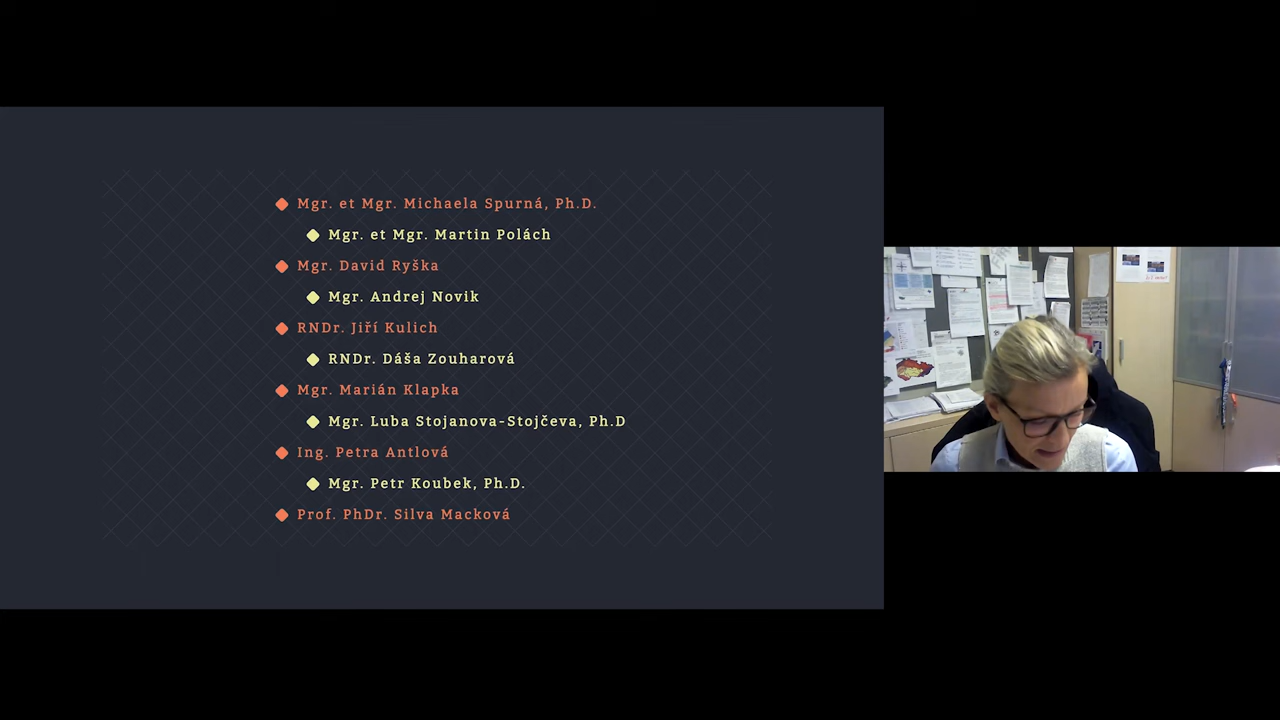 Mgr. et Mgr. Michaela Spurná, Ph.D.
Mgr. et Mgr. Martin Polách
Mgr. David Ryška
Mgr. Andrej Novik
RNDr. Jiří Kulich
RNDr. Dáša Zouharová
Mgr. Marián Klapka
Mgr. Luba Stojanova-Stojčeva, Ph.D
Ing. Petra Antlová
Mgr. Petr Koubek, Ph.D.
Prof. PhDr. Silva Macková